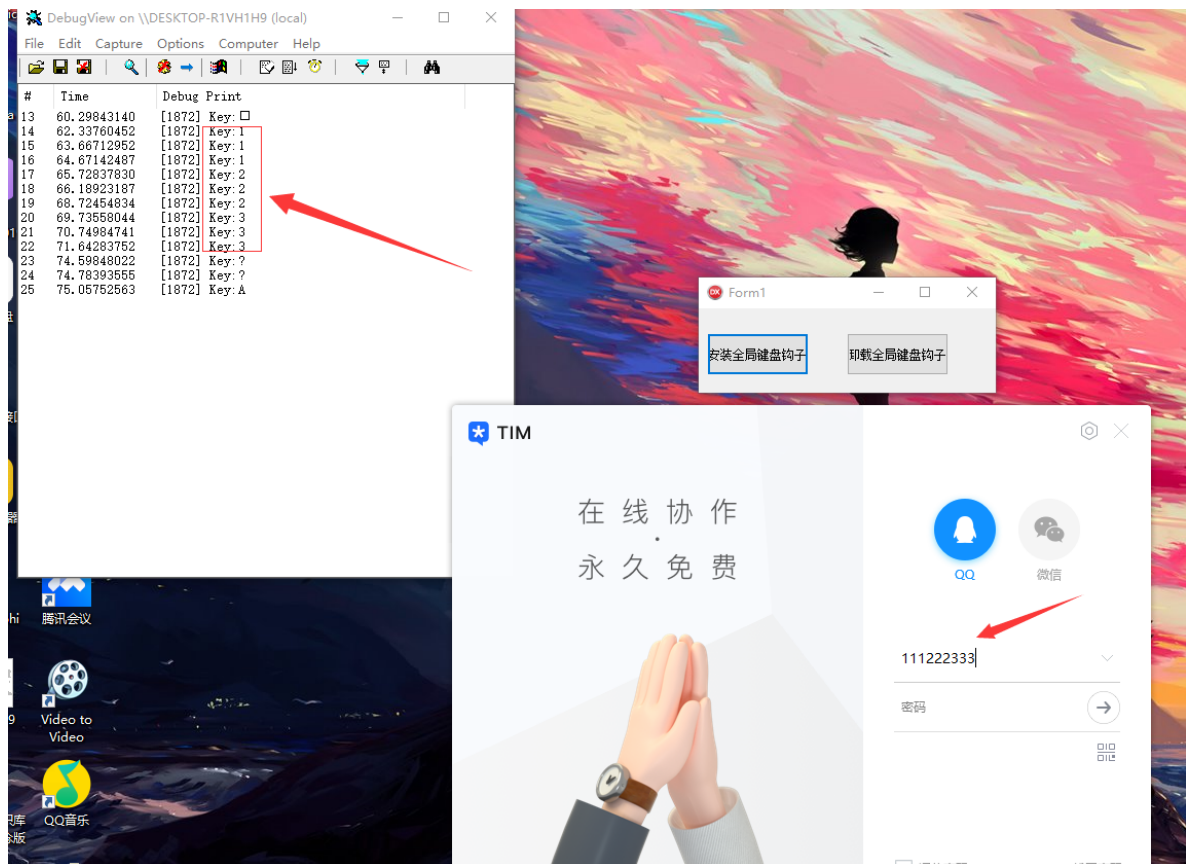 DebugView on \\DESKTOP-R1VH1H9 (local)
File Edit Capture Options Computer Help
# Time Debug Print
13 60.29843140 [1872] Key:□
14 62.33760452 [1872] Key:1
15 63.66712952 [1872] Key:1
16 64.67142487 [1872] Key:1
17 65.72837830 [1872] Key:2
18 66.18923187 [1872] Key:2
19 68.72454834 [1872] Key:2
20 69.73558044 [1872] Key:3
21 70.74984741 [1872] Key:3
22 71.64283752 [1872] Key:3
23 74.59848022 [1872] Key:?
24 74.78393555 [1872] Key:?
25 75.05752563 [1872] Key:A
Form1
安装全局键盘钩子
卸载全局键盘钩子
TIM
在线协作
·
永久免费
QQ
微信
111222333
密码
腾讯会议
Video to
Video
QQ音乐